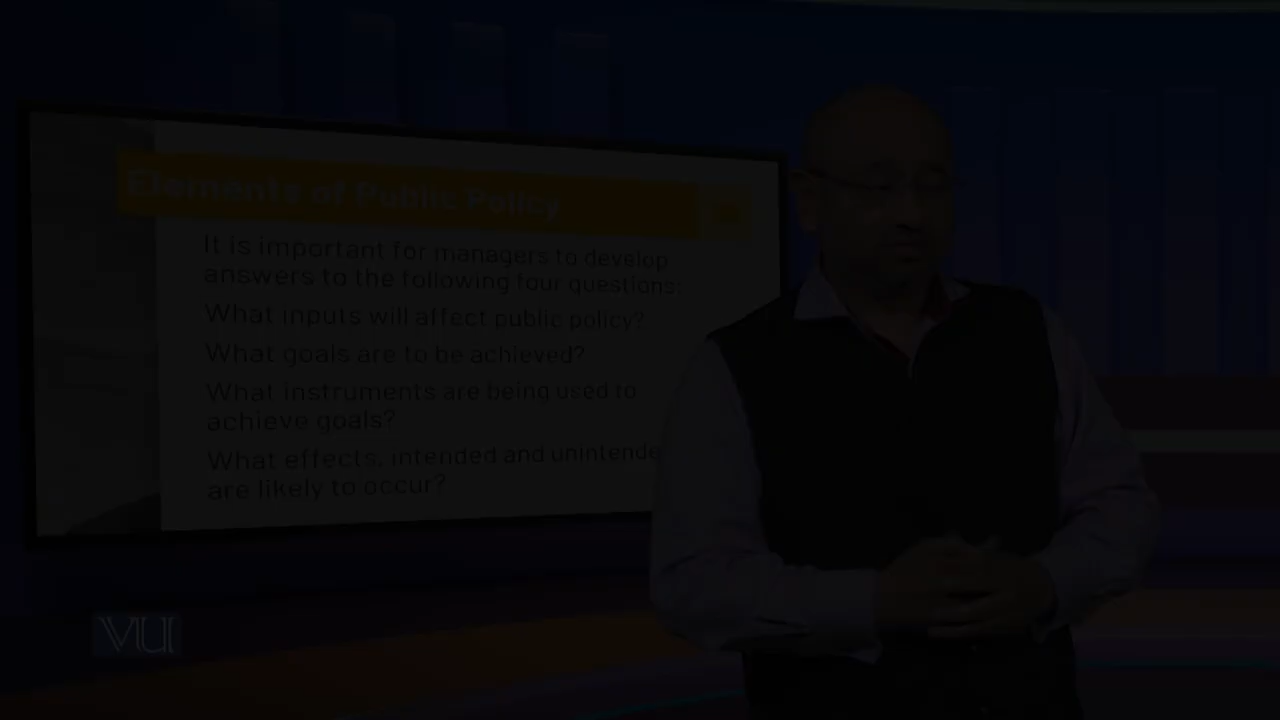 Elements of Public Policy
It is important for managers to develop
answers to the following four questions:
What inputs will affect public policy?
What goals are to be achieved?
What instruments are being used to
achieve goals?
What effects, intended and unintende
are likely to occur?
VU